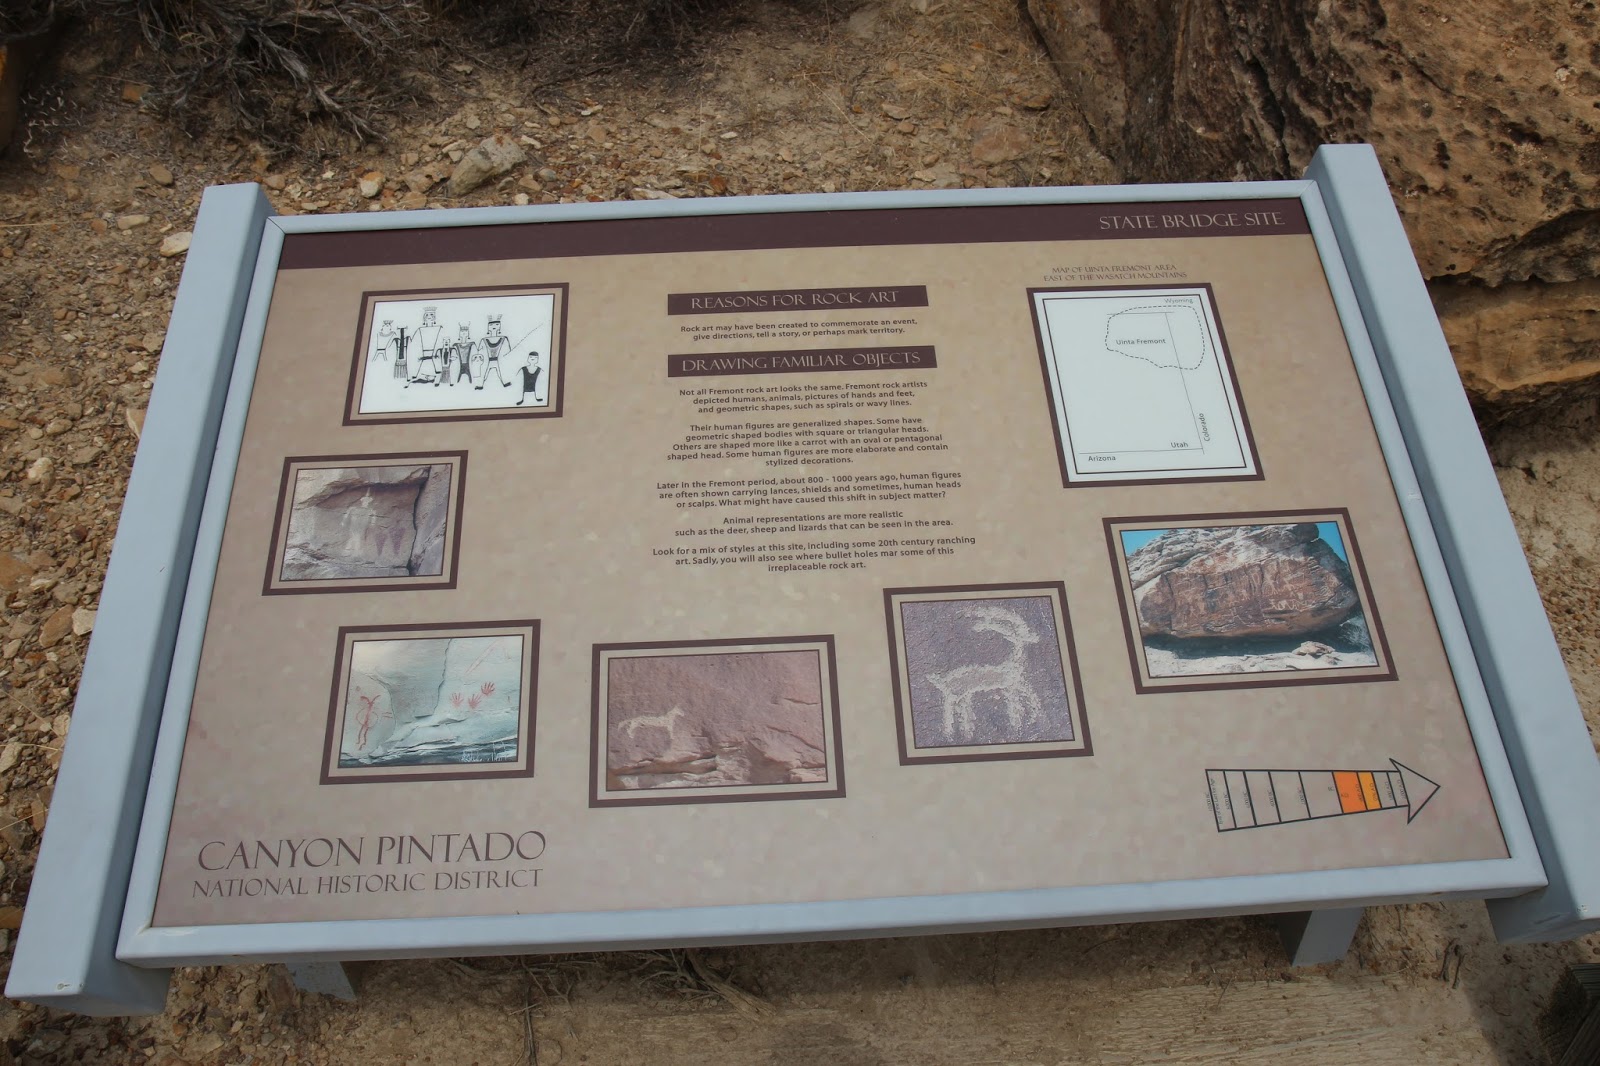 STATE BRIDGE SITE
REASONS FOR ROCK ART
Rock art may have been created to commemorate an event,
give directions, tell a story, or perhaps mark territory.
DRAWING FAMILIAR OBJECTS
Not all Fremont rock art looks the same. Fremont rock artists
depicted humans, animals, pictures of hands and feet,
and geometric shapes, such as spirals or wavy lines.
Their human figures are generalized shapes. Some have
geometric shaped bodies with square or triangular heads.
Others are shaped more like a carrot with an oval or pentagonal
shaped head. Some human figures are more elaborate and contain
stylized decorations.
Later in the Fremont period, about 800 - 1000 years ago, human figures
are often shown carrying lances, shields and sometimes, human heads
or scalps. What might have caused this shift in subject matter?
Animal representations are more realistic
such as the deer, sheep and lizards that can be seen in the area.
Look for a mix of styles at this site, including some 20th century ranching
art. Sadly, you will also see where bullet holes mar some of this
irreplaceable rock art.
MAP OF UINTA FREMONT AREA
EAST OF THE WASATCH MOUNTAINS
Wyoming
Uinta Fremont
Colorado
Utah
Arizona
CANYON PINTADO
NATIONAL HISTORIC DISTRICT